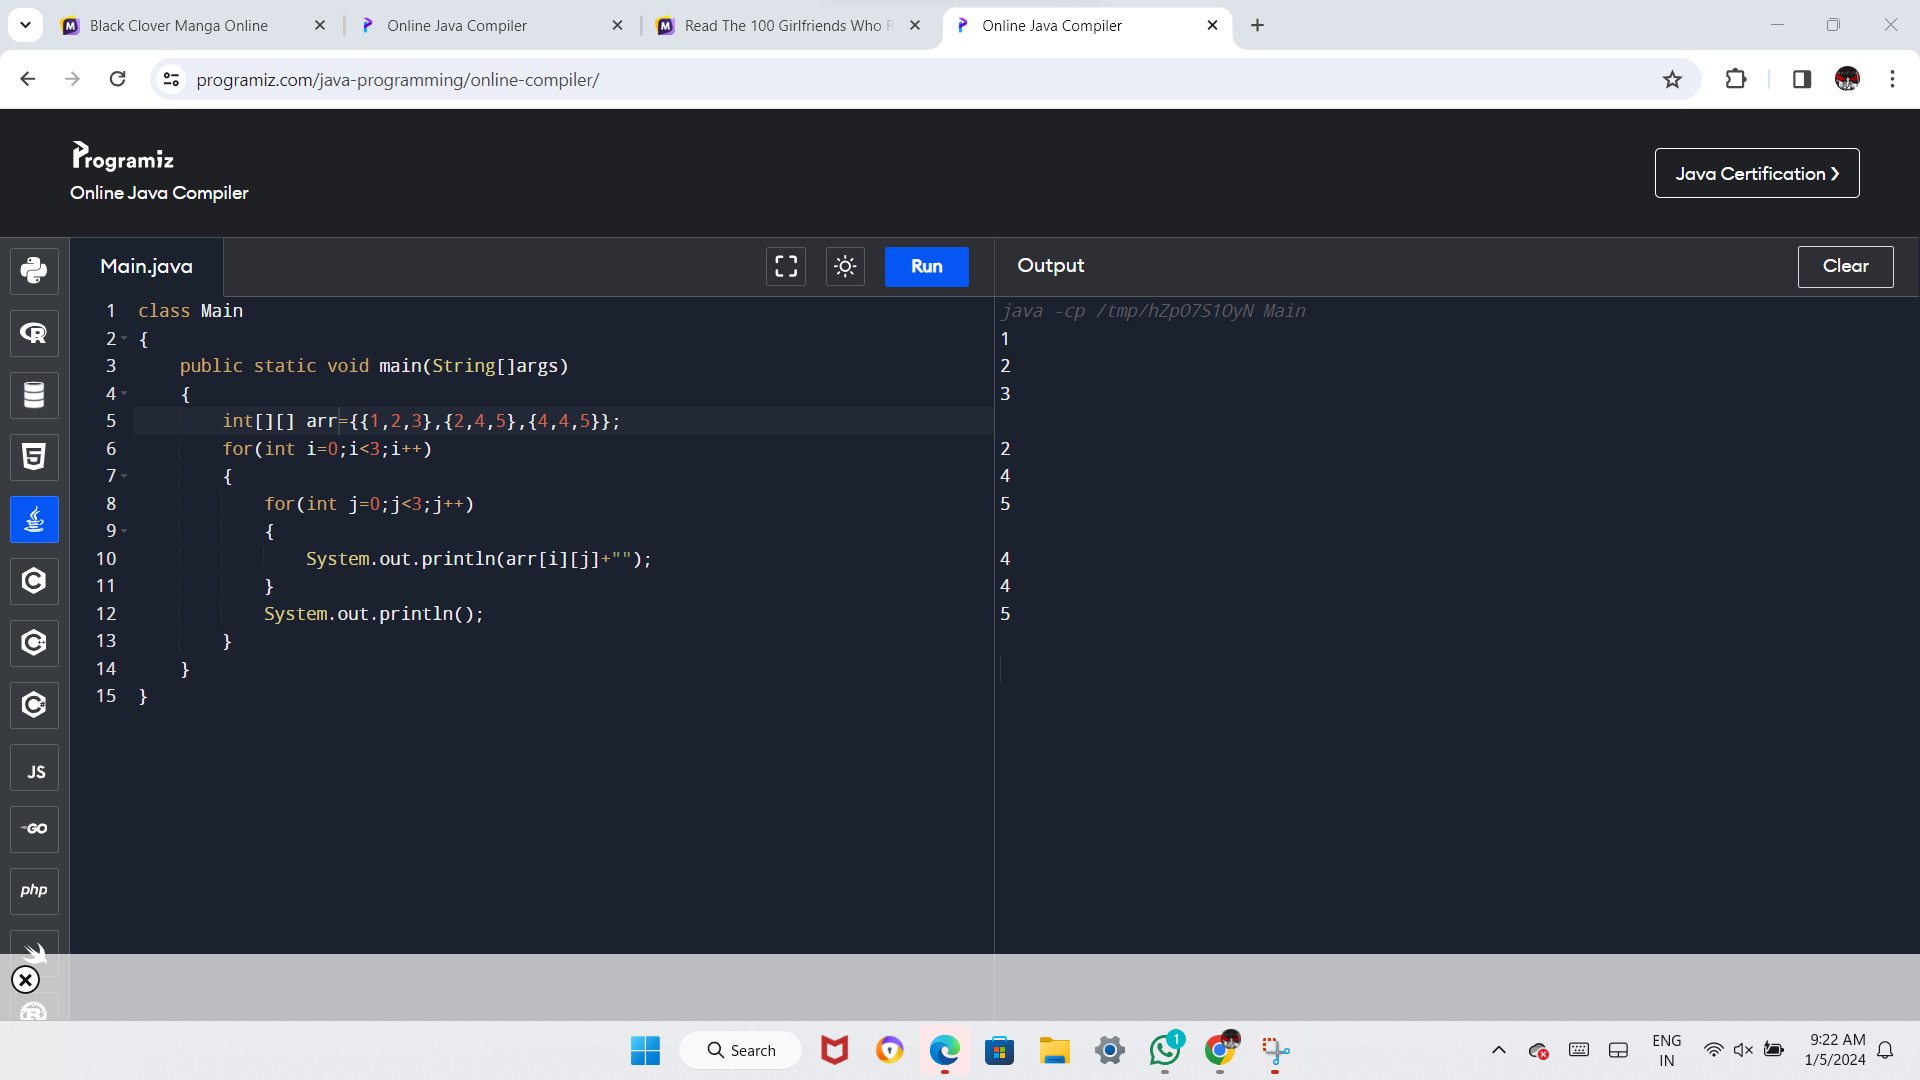 Black Clover Manga Online
Online Java Compiler
Read The 100 Girlfriends Who R
Online Java Compiler
programiz.com/java-programming/online-compiler/
Programiz
Online Java Compiler
Java Certification ❯
Main.java
Run
Output
Clear
1 class Main
2 {
3 public static void main(String[]args)
4 {
5 int[][] arr={{1,2,3},{2,4,5},{4,4,5}};
6 for(int i=0;i<3;i++)
7 {
8 for(int j=0;j<3;j++)
9 {
10 System.out.println(arr[i][j]+"");
11 }
12 System.out.println();
13 }
14 }
15 }
java -cp /tmp/hZpO7S1OyN Main
1
2
3
2
4
5
4
4
5
JS
GO
php
Search
1
ENG
IN
9:22 AM
1/5/2024